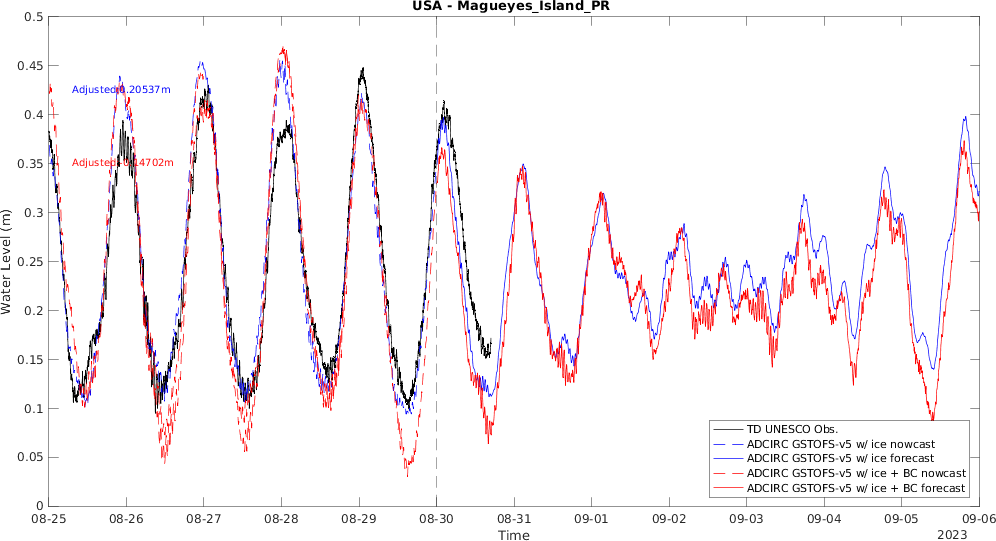 USA - Magueyes_Island_PR
0.5
0.45
0.4
0.35
0.3
0.25
0.2
0.15
0.1
0.05
0
Water Level (m)
Adjusted 0.20537m
Adjusted
TD UNESCO Obs.
ADCIRC GSTOFS-v5 w/ ice nowcast
ADCIRC GSTOFS-v5 w/ ice forecast
ADCIRC GSTOFS-v5 w/ ice + BC nowcast
ADCIRC GSTOFS-v5 w/ ice + BC forecast
08-25 08-26 08-27 08-28 08-29 08-30 08-31 09-01 09-02 09-03 09-04 09-05 09-06
Time
2023